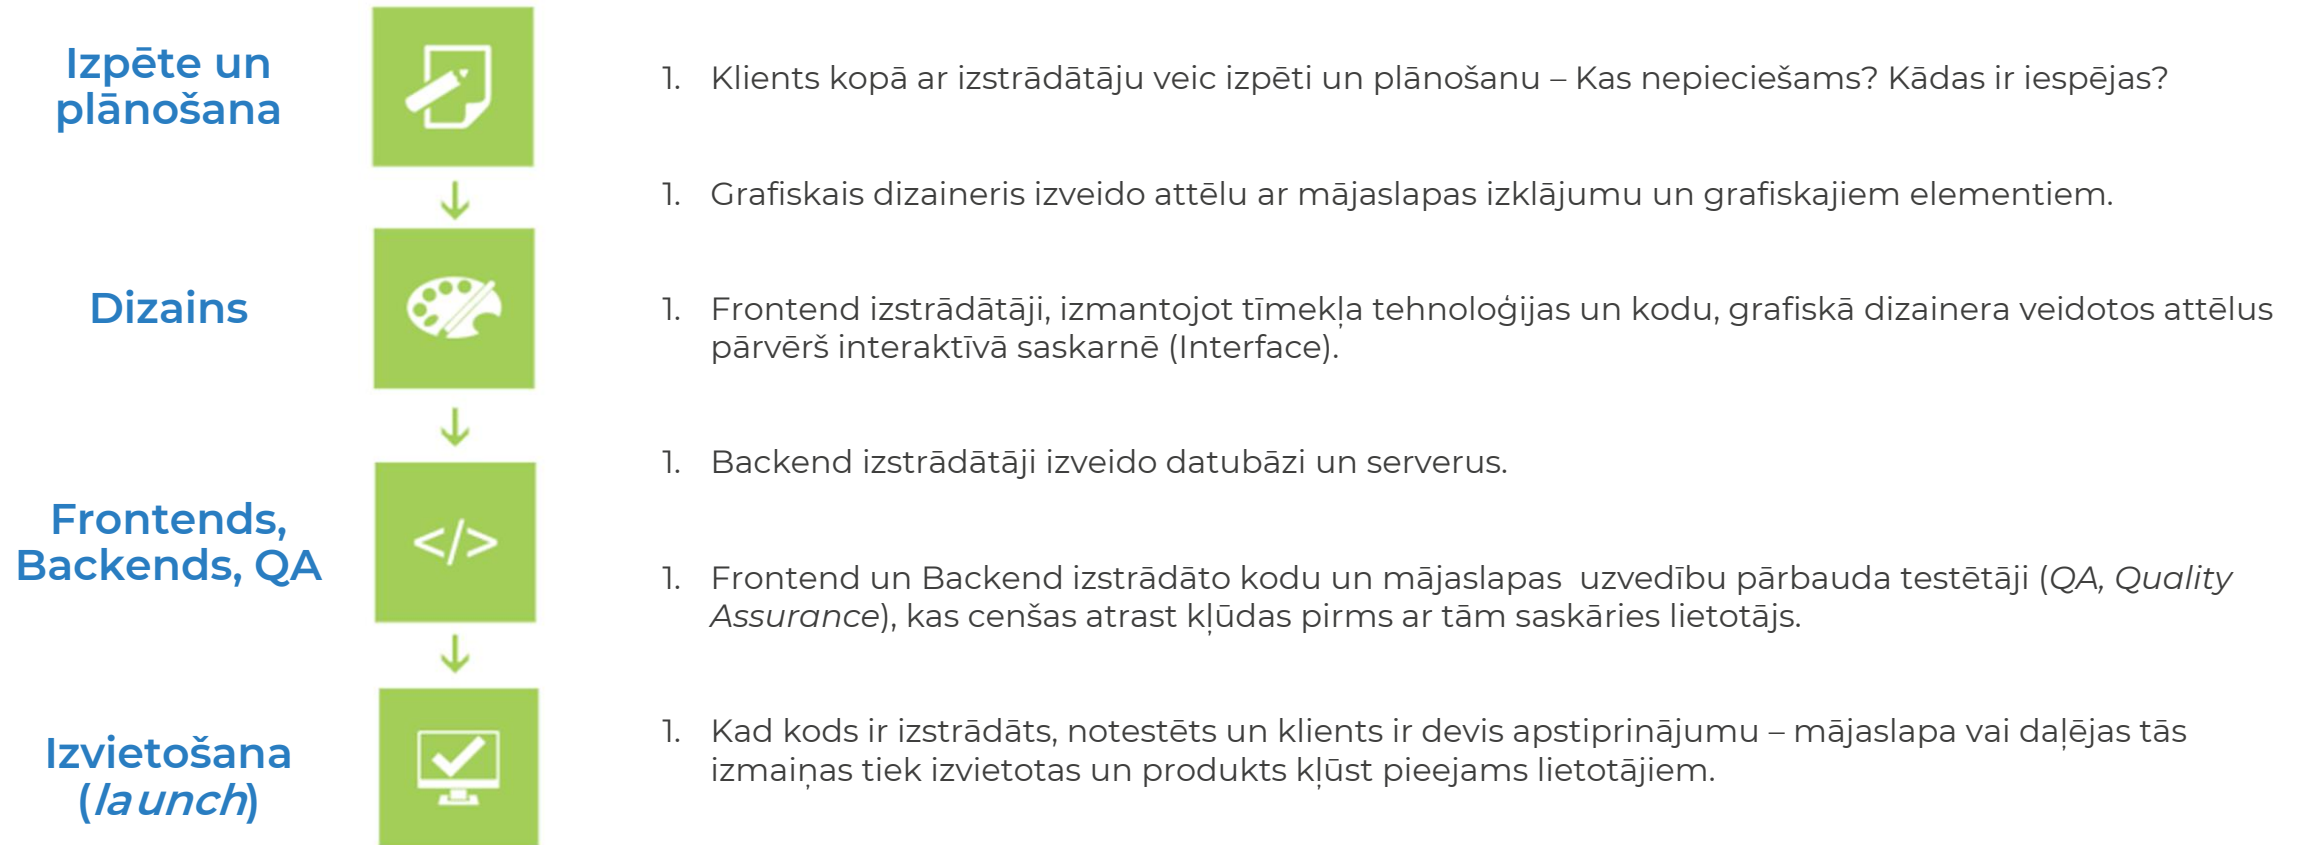 Izpēte un
plānošana
1. Klients kopā ar izstrādātāju veic izpēti un plānošanu – Kas nepieciešams? Kādas ir iespējas?
1. Grafiskais dizaineris izveido attēlu ar mājaslapas izklājumu un grafiskajiem elementiem.
Dizains
1. Frontend izstrādātāji, izmantojot tīmekļa tehnoloģijas un kodu, grafiskā dizainera veidotos attēlus
pārvērš interaktīvā saskarnē (Interface).
1. Backend izstrādātāji izveido datubāzi un serverus.
Frontends,
Backends, QA
</>
1. Frontend un Backend izstrādāto kodu un mājaslapas  uzvedību pārbauda testētāji (QA, Quality
Assurance), kas cenšas atrast kļūdas pirms ar tām saskāries lietotājs.
Izvietošana
(launch)
1. Kad kods ir izstrādāts, notestēts un klients ir devis apstiprinājumu – mājaslapa vai daļējas tās
izmaiņas tiek izvietotas un produkts kļūst pieejams lietotājiem.